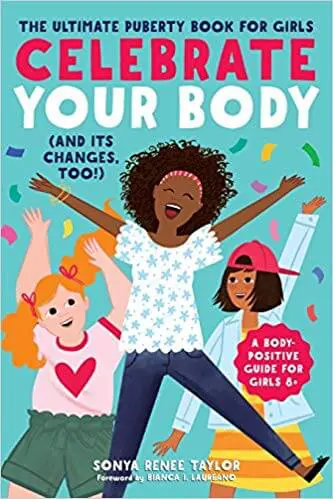 THE ULTIMATE PUBERTY BOOK FOR GIRLS
CELEBRATE
YOUR BODY
(AND ITS
CHANGES,
TOO!)
A BODY-
POSITIVE
GUIDE FOR
GIRLS 8+
SONYA RENEE TAYLOR
Foreword by BIANCA I. LAUREANO